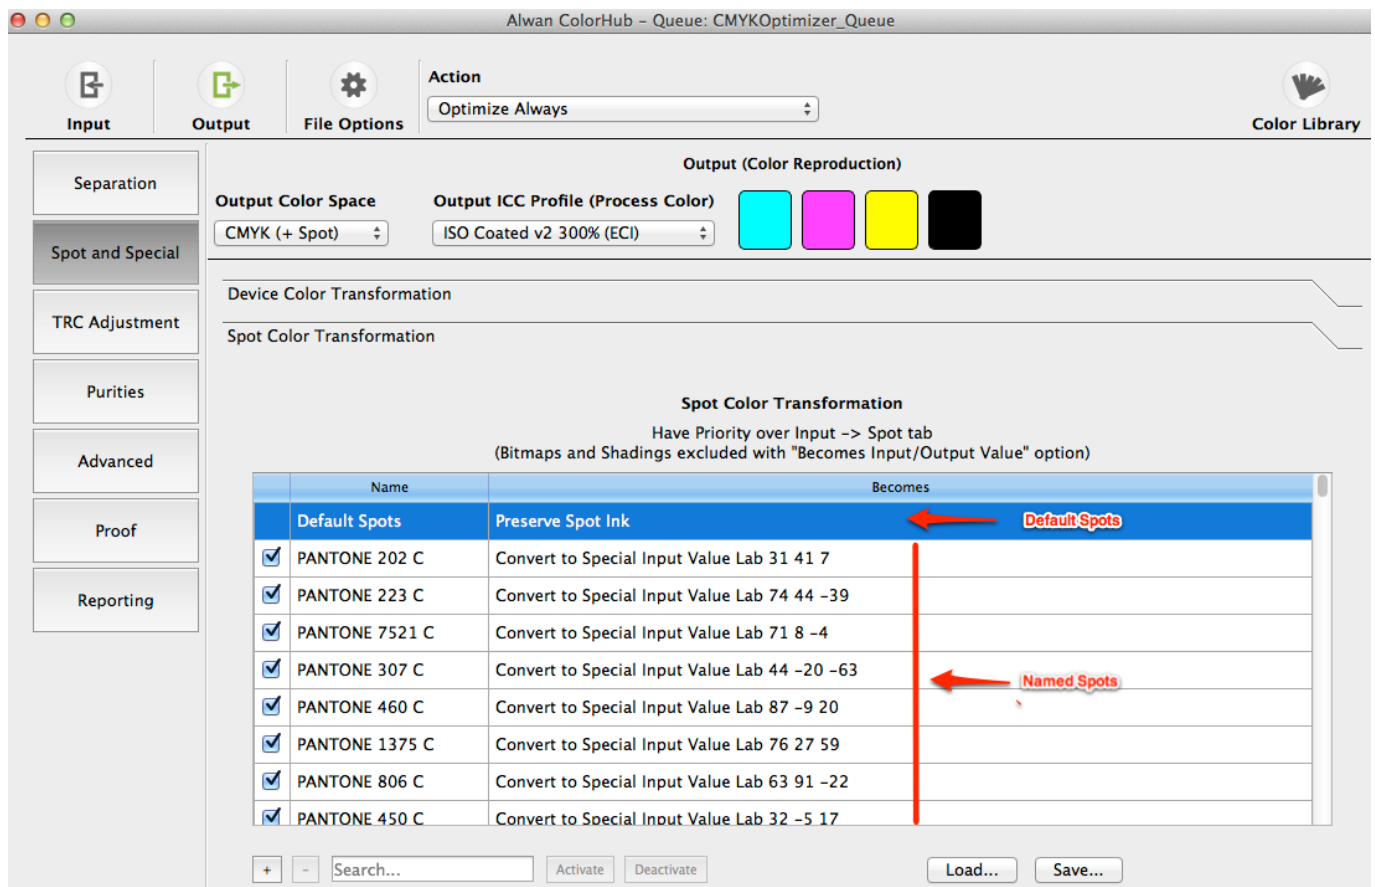 Alwan ColorHub - Queue: CMYKOptimizer_Queue
Action
Optimize Always
Input
Output
File Options
Color Library
Separation
Spot and Special
TRC Adjustment
Purities
Advanced
Proof
Reporting
Output (Color Reproduction)
Output Color Space
Output ICC Profile (Process Color)
CMYK (+ Spot)
ISO Coated v2 300% (ECI)
Device Color Transformation
Spot Color Transformation
Spot Color Transformation
Have Priority over Input -> Spot tab
(Bitmaps and Shadings excluded with "Becomes Input/Output Value" option)
Name Becomes
Default Spots Preserve Spot Ink Default Spots
PANTONE 202 C Convert to Special Input Value Lab 31 41 7
PANTONE 223 C Convert to Special Input Value Lab 74 44 -39
PANTONE 7521 C Convert to Special Input Value Lab 71 8 -4
PANTONE 307 C Convert to Special Input Value Lab 44 -20 -63
Named Spots
PANTONE 460 C Convert to Special Input Value Lab 87 -9 20
PANTONE 1375 C Convert to Special Input Value Lab 76 27 59
PANTONE 806 C Convert to Special Input Value Lab 63 91 -22
PANTONE 450 C Convert to Special Input Value Lab 32 -5 17
+ - Search... Activate Deactivate Load... Save...